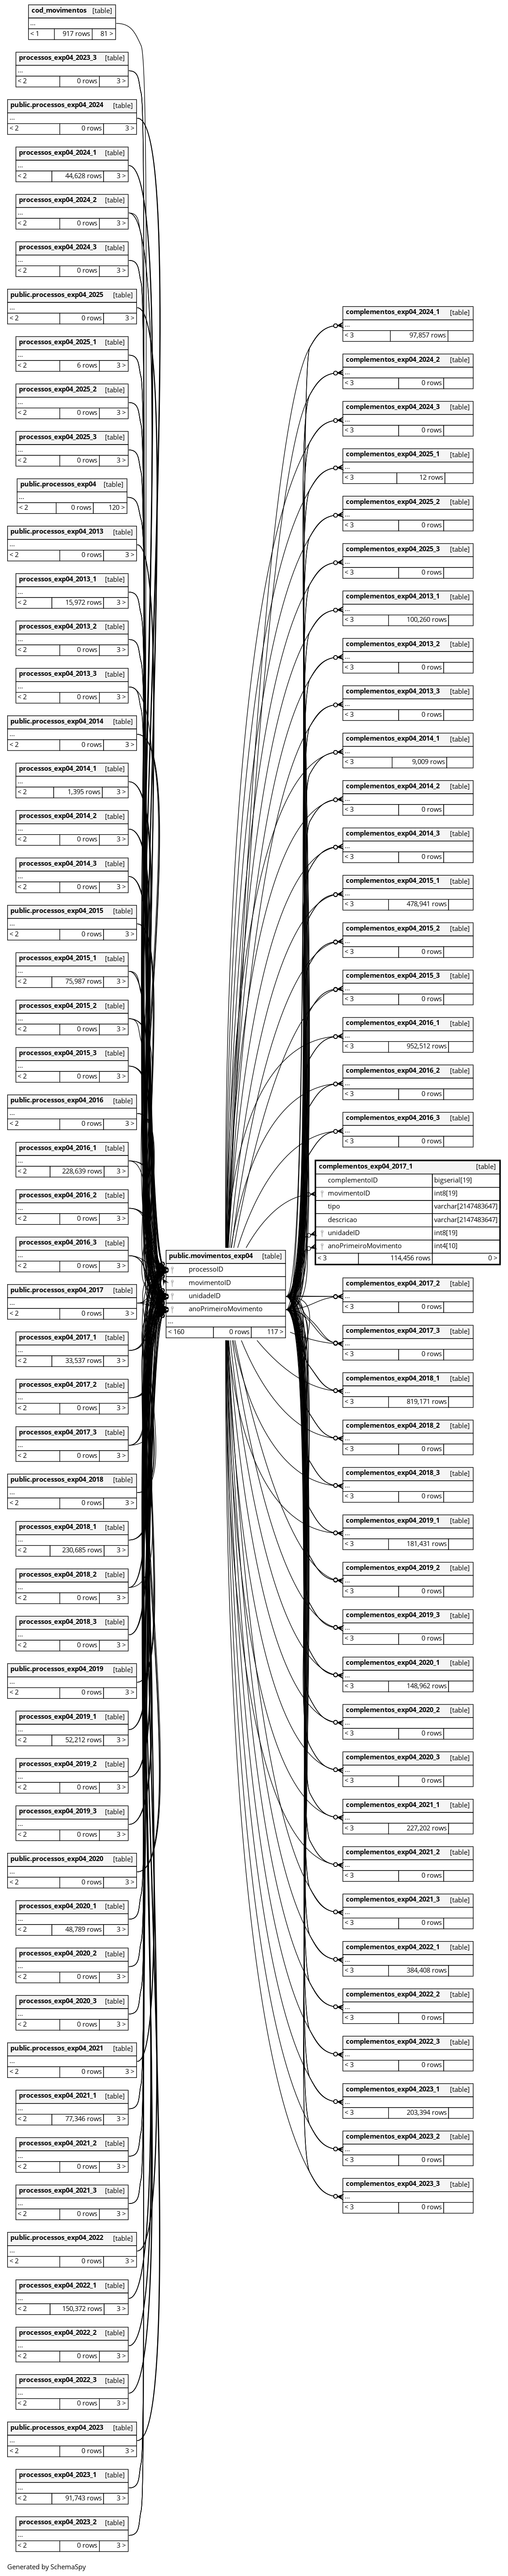 cod_movimentos [table]
...
< 1 917 rows 81 >
processos_exp04_2023_3 [table]
...
< 2 0 rows 3 >
public.processos_exp04_2024 [table]
...
< 2 0 rows 3 >
processos_exp04_2024_1 [table]
...
< 2 44,628 rows 3 >
processos_exp04_2024_2 [table]
...
< 2 0 rows 3 >
processos_exp04_2024_3 [table]
...
< 2 0 rows 3 >
public.processos_exp04_2025 [table]
...
< 2 0 rows 3 >
processos_exp04_2025_1 [table]
...
< 2 6 rows 3 >
processos_exp04_2025_2 [table]
...
< 2 0 rows 3 >
processos_exp04_2025_3 [table]
...
< 2 0 rows 3 >
public.processos_exp04 [table]
...
< 2 0 rows 120 >
public.processos_exp04_2013 [table]
...
< 2 0 rows 3 >
processos_exp04_2013_1 [table]
...
< 2 15,972 rows 3 >
processos_exp04_2013_2 [table]
...
< 2 0 rows 3 >
processos_exp04_2013_3 [table]
...
< 2 0 rows 3 >
public.processos_exp04_2014 [table]
...
< 2 0 rows 3 >
processos_exp04_2014_1 [table]
...
< 2 1,395 rows 3 >
processos_exp04_2014_2 [table]
...
< 2 0 rows 3 >
processos_exp04_2014_3 [table]
...
< 2 0 rows 3 >
public.processos_exp04_2015 [table]
...
< 2 0 rows 3 >
processos_exp04_2015_1 [table]
...
< 2 75,987 rows 3 >
processos_exp04_2015_2 [table]
...
< 2 0 rows 3 >
processos_exp04_2015_3 [table]
...
< 2 0 rows 3 >
public.processos_exp04_2016 [table]
...
< 2 0 rows 3 >
processos_exp04_2016_1 [table]
...
< 2 228,639 rows 3 >
processos_exp04_2016_2 [table]
...
< 2 0 rows 3 >
processos_exp04_2016_3 [table]
...
< 2 0 rows 3 >
public.processos_exp04_2017 [table]
...
< 2 0 rows 3 >
processos_exp04_2017_1 [table]
...
< 2 33,537 rows 3 >
processos_exp04_2017_2 [table]
...
< 2 0 rows 3 >
processos_exp04_2017_3 [table]
...
< 2 0 rows 3 >
public.processos_exp04_2018 [table]
...
< 2 0 rows 3 >
processos_exp04_2018_1 [table]
...
< 2 230,685 rows 3 >
processos_exp04_2018_2 [table]
...
< 2 0 rows 3 >
processos_exp04_2018_3 [table]
...
< 2 0 rows 3 >
public.processos_exp04_2019 [table]
...
< 2 0 rows 3 >
processos_exp04_2019_1 [table]
...
< 2 52,212 rows 3 >
processos_exp04_2019_2 [table]
...
< 2 0 rows 3 >
processos_exp04_2019_3 [table]
...
< 2 0 rows 3 >
public.processos_exp04_2020 [table]
...
< 2 0 rows 3 >
processos_exp04_2020_1 [table]
...
< 2 48,789 rows 3 >
processos_exp04_2020_2 [table]
...
< 2 0 rows 3 >
processos_exp04_2020_3 [table]
...
< 2 0 rows 3 >
public.processos_exp04_2021 [table]
...
< 2 0 rows 3 >
processos_exp04_2021_1 [table]
...
< 2 77,346 rows 3 >
processos_exp04_2021_2 [table]
...
< 2 0 rows 3 >
processos_exp04_2021_3 [table]
...
< 2 0 rows 3 >
public.processos_exp04_2022 [table]
...
< 2 0 rows 3 >
processos_exp04_2022_1 [table]
...
< 2 150,372 rows 3 >
processos_exp04_2022_2 [table]
...
< 2 0 rows 3 >
processos_exp04_2022_3 [table]
...
< 2 0 rows 3 >
public.processos_exp04_2023 [table]
...
< 2 0 rows 3 >
processos_exp04_2023_1 [table]
...
< 2 91,743 rows 3 >
processos_exp04_2023_2 [table]
...
< 2 0 rows 3 >
public.movimentos_exp04 [table]
processoID
movimentoID
unidadeID
anoPrimeiroMovimento
...
< 160 0 rows 117 >
complementos_exp04_2024_1 [table]
...
< 3 97,857 rows
complementos_exp04_2024_2 [table]
...
< 3 0 rows
complementos_exp04_2024_3 [table]
...
< 3 0 rows
complementos_exp04_2025_1 [table]
...
< 3 12 rows
complementos_exp04_2025_2 [table]
...
< 3 0 rows
complementos_exp04_2025_3 [table]
...
< 3 0 rows
complementos_exp04_2013_1 [table]
...
< 3 100,260 rows
complementos_exp04_2013_2 [table]
...
< 3 0 rows
complementos_exp04_2013_3 [table]
...
< 3 0 rows
complementos_exp04_2014_1 [table]
...
< 3 9,009 rows
complementos_exp04_2014_2 [table]
...
< 3 0 rows
complementos_exp04_2014_3 [table]
...
< 3 0 rows
complementos_exp04_2015_1 [table]
...
< 3 478,941 rows
complementos_exp04_2015_2 [table]
...
< 3 0 rows
complementos_exp04_2015_3 [table]
...
< 3 0 rows
complementos_exp04_2016_1 [table]
...
< 3 952,512 rows
complementos_exp04_2016_2 [table]
...
< 3 0 rows
complementos_exp04_2016_3 [table]
...
< 3 0 rows
complementos_exp04_2017_1 [table]
complementoID bigserial[19]
movimentoID int8[19]
tipo varchar[2147483647]
descricao varchar[2147483647]
unidadeID int8[19]
anoPrimeiroMovimento int4[10]
< 3 114,456 rows 0 >
complementos_exp04_2017_2 [table]
...
< 3 0 rows
complementos_exp04_2017_3 [table]
...
< 3 0 rows
complementos_exp04_2018_1 [table]
...
< 3 819,171 rows
complementos_exp04_2018_2 [table]
...
< 3 0 rows
complementos_exp04_2018_3 [table]
...
< 3 0 rows
complementos_exp04_2019_1 [table]
...
< 3 181,431 rows
complementos_exp04_2019_2 [table]
...
< 3 0 rows
complementos_exp04_2019_3 [table]
...
< 3 0 rows
complementos_exp04_2020_1 [table]
...
< 3 148,962 rows
complementos_exp04_2020_2 [table]
...
< 3 0 rows
complementos_exp04_2020_3 [table]
...
< 3 0 rows
complementos_exp04_2021_1 [table]
...
< 3 227,202 rows
complementos_exp04_2021_2 [table]
...
< 3 0 rows
complementos_exp04_2021_3 [table]
...
< 3 0 rows
complementos_exp04_2022_1 [table]
...
< 3 384,408 rows
complementos_exp04_2022_2 [table]
...
< 3 0 rows
complementos_exp04_2022_3 [table]
...
< 3 0 rows
complementos_exp04_2023_1 [table]
...
< 3 203,394 rows
complementos_exp04_2023_2 [table]
...
< 3 0 rows
complementos_exp04_2023_3 [table]
...
< 3 0 rows
Generated by SchemaSpy